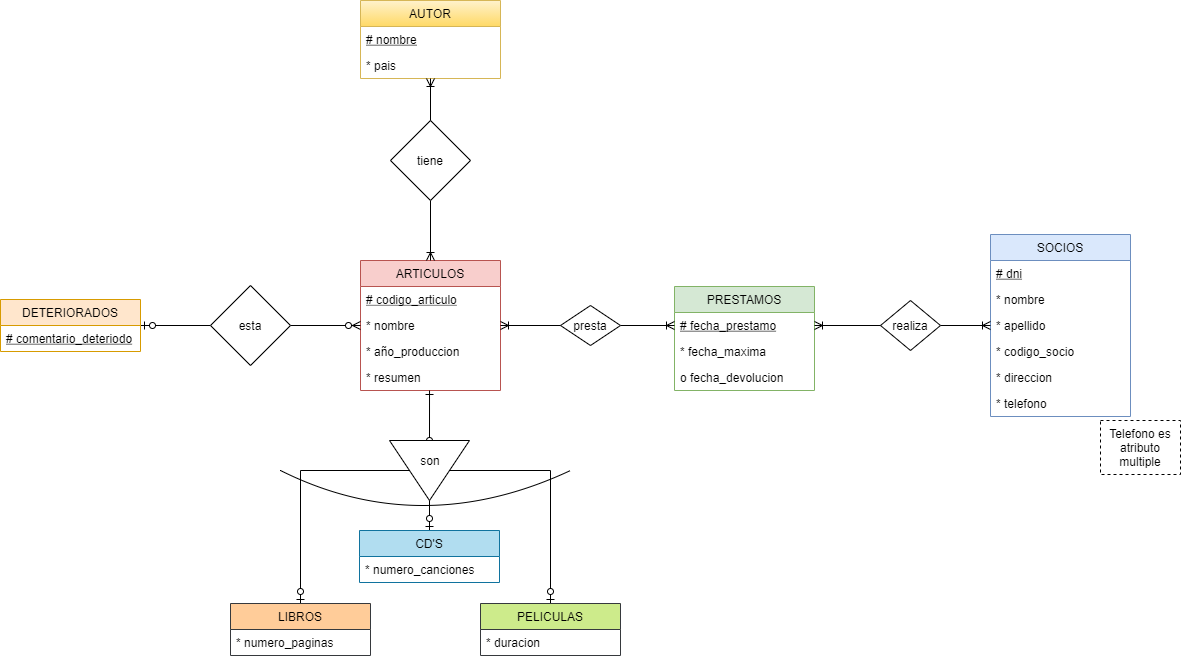 AUTOR
# nombre
* pais
tiene
ARTICULOS
# codigo_articulo
* nombre
* año_produccion
* resumen
DETERIORADOS
# comentario_deteriodo
esta
presta
PRESTAMOS
# fecha_prestamo
* fecha_maxima
o fecha_devolucion
realiza
SOCIOS
# dni
* nombre
* apellido
* codigo_socio
* direccion
* telefono
Telefono es
atributo
multiple
son
CD'S
* numero_canciones
LIBROS
* numero_paginas
PELICULAS
* duracion